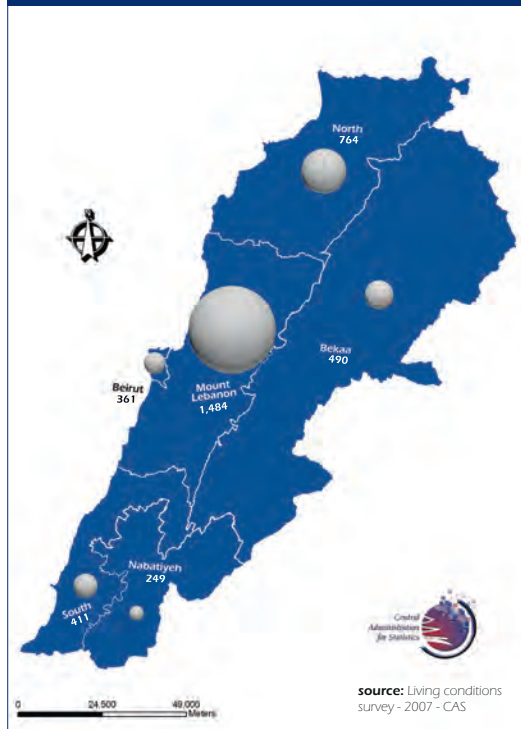 North
764
Bekaa
490
Beirut
361
Mount
Lebanon
1,484
Nabatiyeh
249
South
411
Central
Administration
for Statistics
0 24,500 49,000
Meters
source: Living conditions
survey - 2007 - CAS